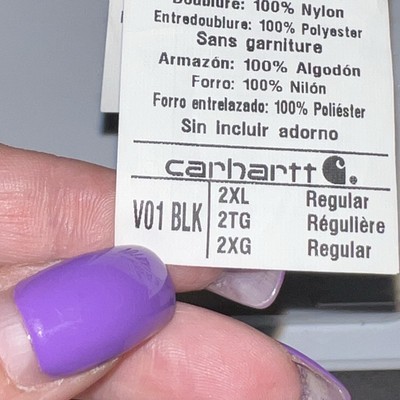 Doublure: 100% Nylon
Entredoublure: 100% Polyester
Sans garniture
Armazón: 100% Algodón
Forro: 100% Nilón
Forro entrelazado: 100% Poliéster
Sin Incluir adorno
carhartt
V01 BLK
2XL Regular
2TG Régulière
2XG Regular